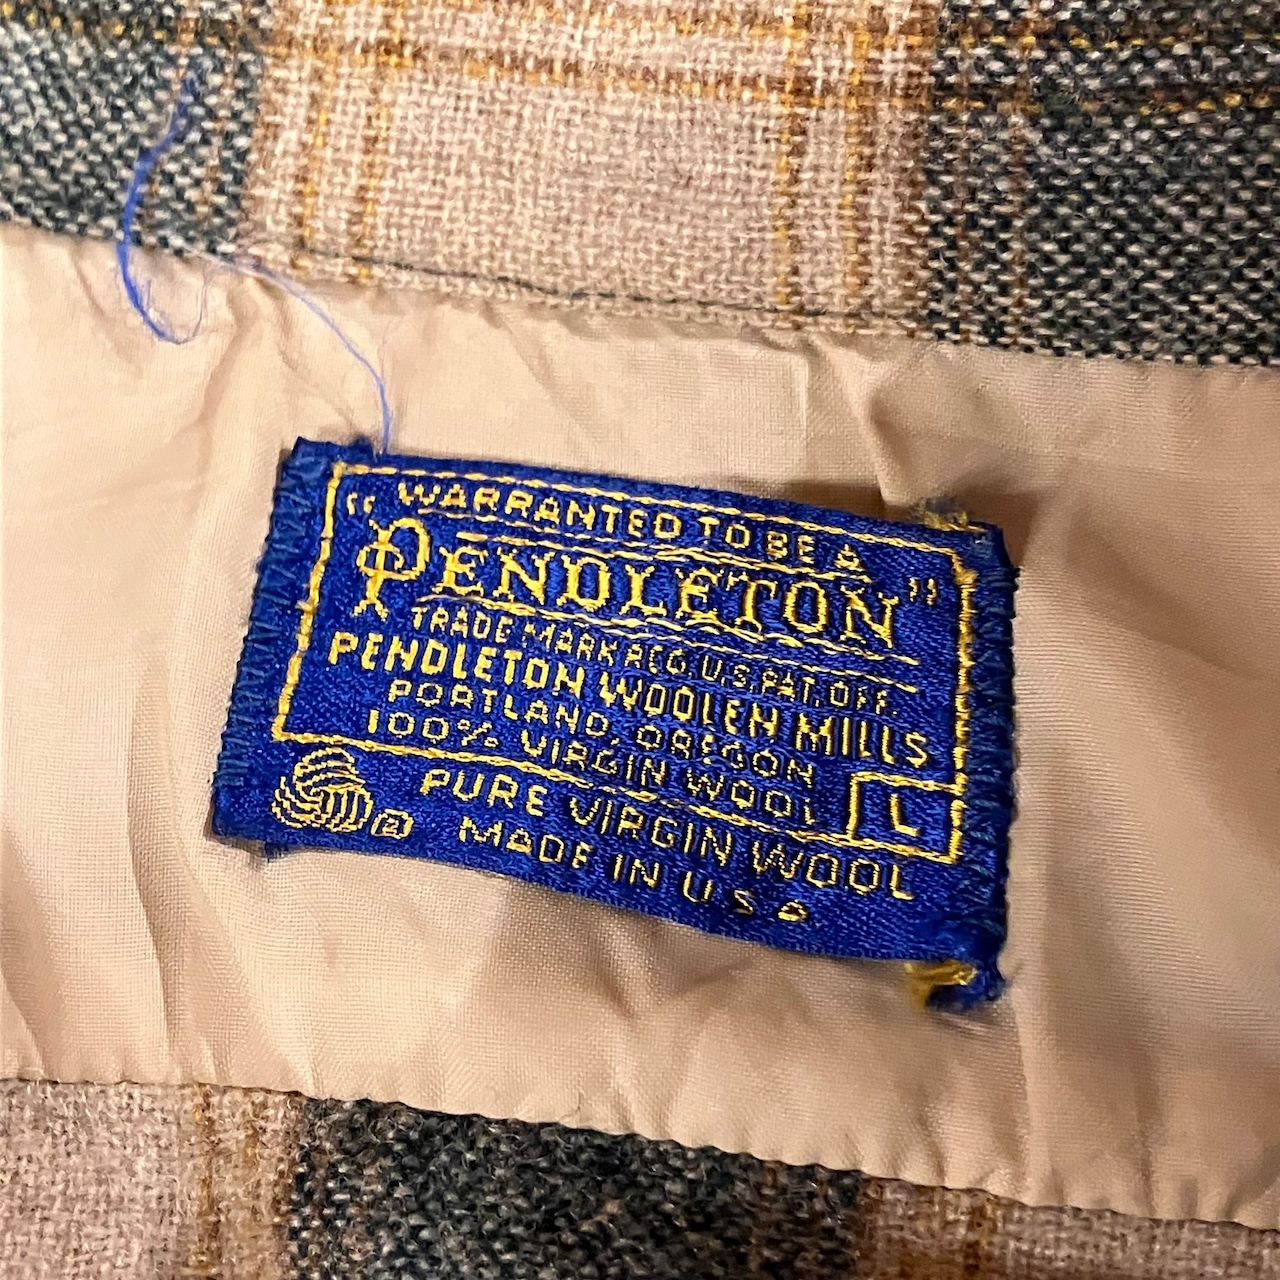 "WARRANTED TO BE A
PENDLETON"
TRADE MARK REG. U.S. PAT. OFF.
PENDLETON WOOLEN MILLS
PORTLAND, OREGON
100% VIRGIN WOOL
L
PURE VIRGIN WOOL
R
MADE IN U.S.A.